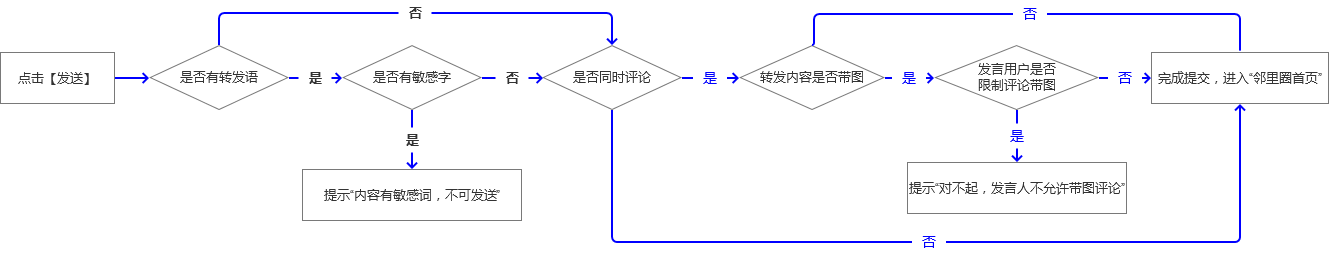 否
否
点击【发送】
是否有转发语
是
是否有敏感字
否
是否同时评论
是
转发内容是否带图
是
发言用户是否
限制评论带图
否
完成提交，进入“邻里圈首页”
是
是
提示“内容有敏感词，不可发送”
提示“对不起，发言人不允许带图评论”
否